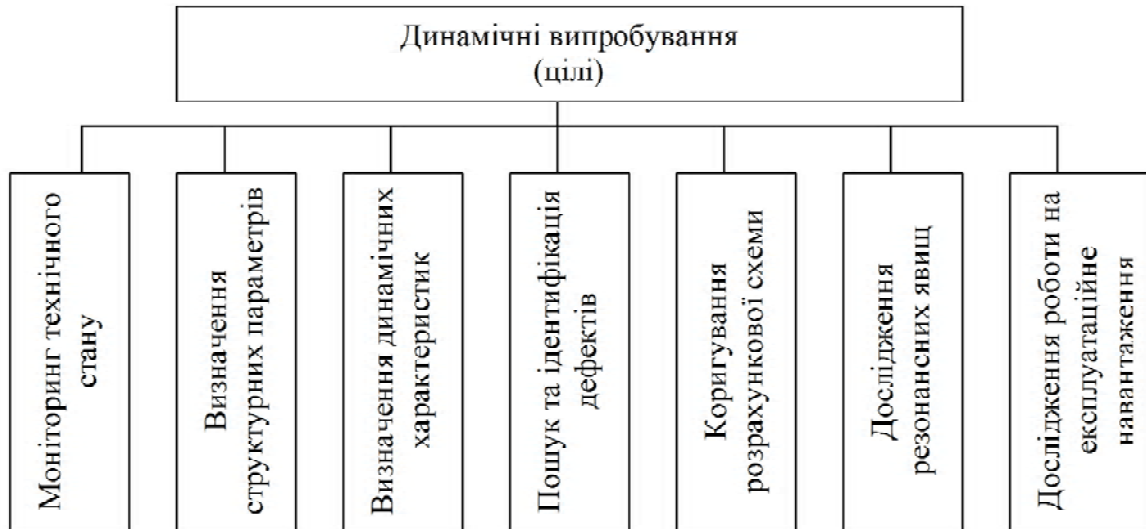 Динамічні випробування
(цілі)
Моніторинг технічного
стану
Визначення
структурних параметрів
Визначення динамічних
характеристик
Пошук та ідентифікація
дефектів
Коригування
розрахункової схеми
Дослідження
резонансних явищ
Дослідження роботи на
експлуатаційне
навантаження